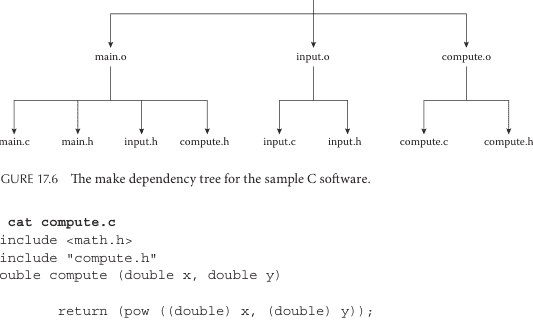 main.o input.o compute.o
main.c main.h input.h compute.h input.c input.h compute.c compute.h
GURE 17.6 The make dependency tree for the sample C software.
cat compute.c
include <math.h>
include "compute.h"
ouble compute (double x, double y)
return (pow ((double) x, (double) y));